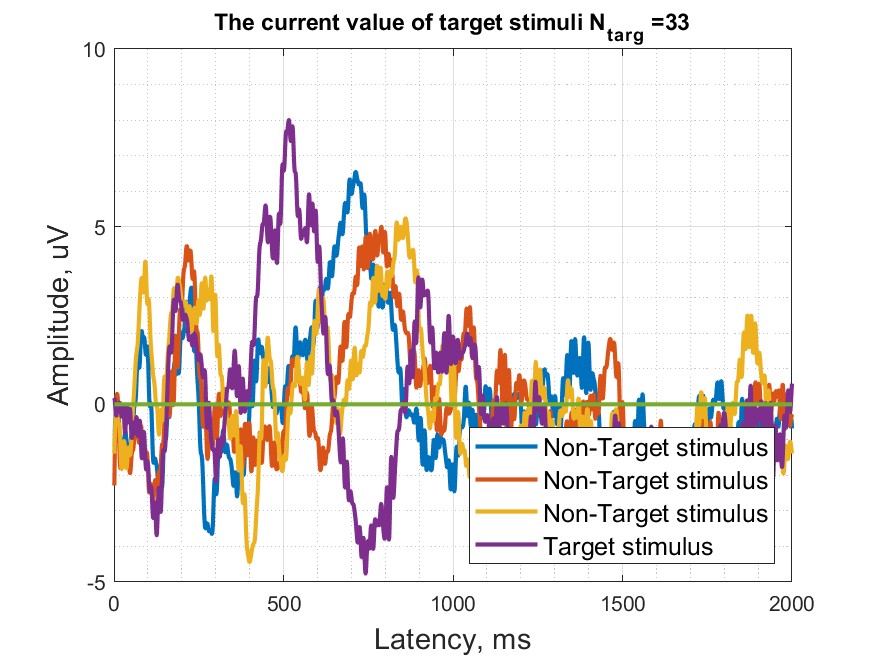 The current value of target stimuli N_targ =33
10
5
0
-5
Amplitude, uV
0 500 1000 1500 2000
Latency, ms
Non-Target stimulus
Non-Target stimulus
Non-Target stimulus
Target stimulus